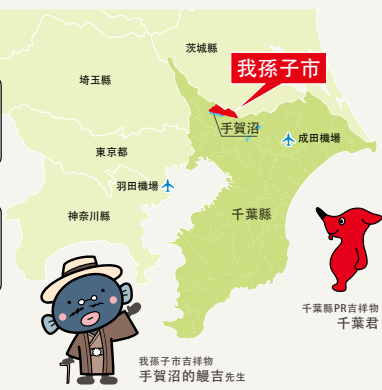 茨城縣
我孫子市
埼玉縣
手賀沼
成田機場
東京都
羽田機場
千葉縣
神奈川縣
千葉縣PR吉祥物
千葉君
我孫子市吉祥物
手賀沼的鰻吉先生